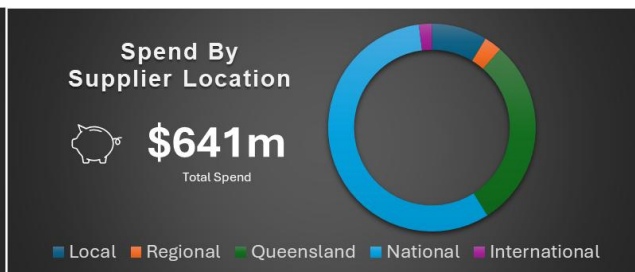 Spend By
Supplier Location
$641m
Total Spend
Local Regional Queensland National International